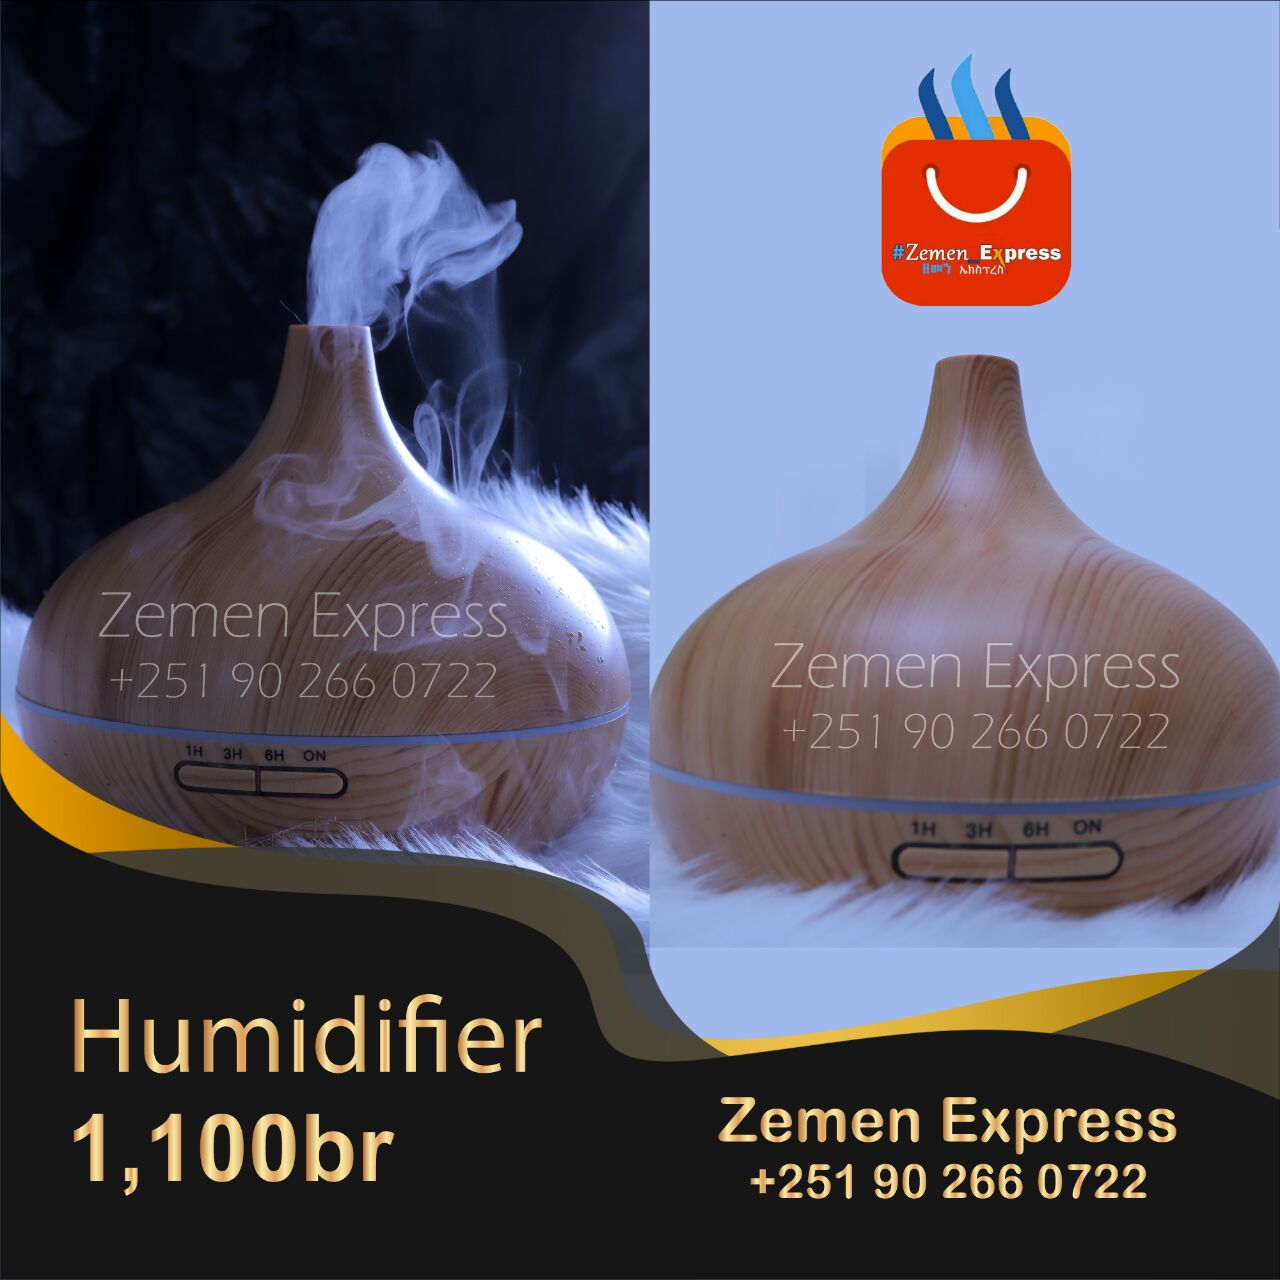 #Zemen_Express
ዘመን ኤክስፕረስ
Zemen Express
+251 90 266 0722
1H 3H 6H ON
Zemen Express
+251 90 266 0722
1H 3H 6H ON
Humidifier
1,100br
Zemen Express
+251 90 266 0722